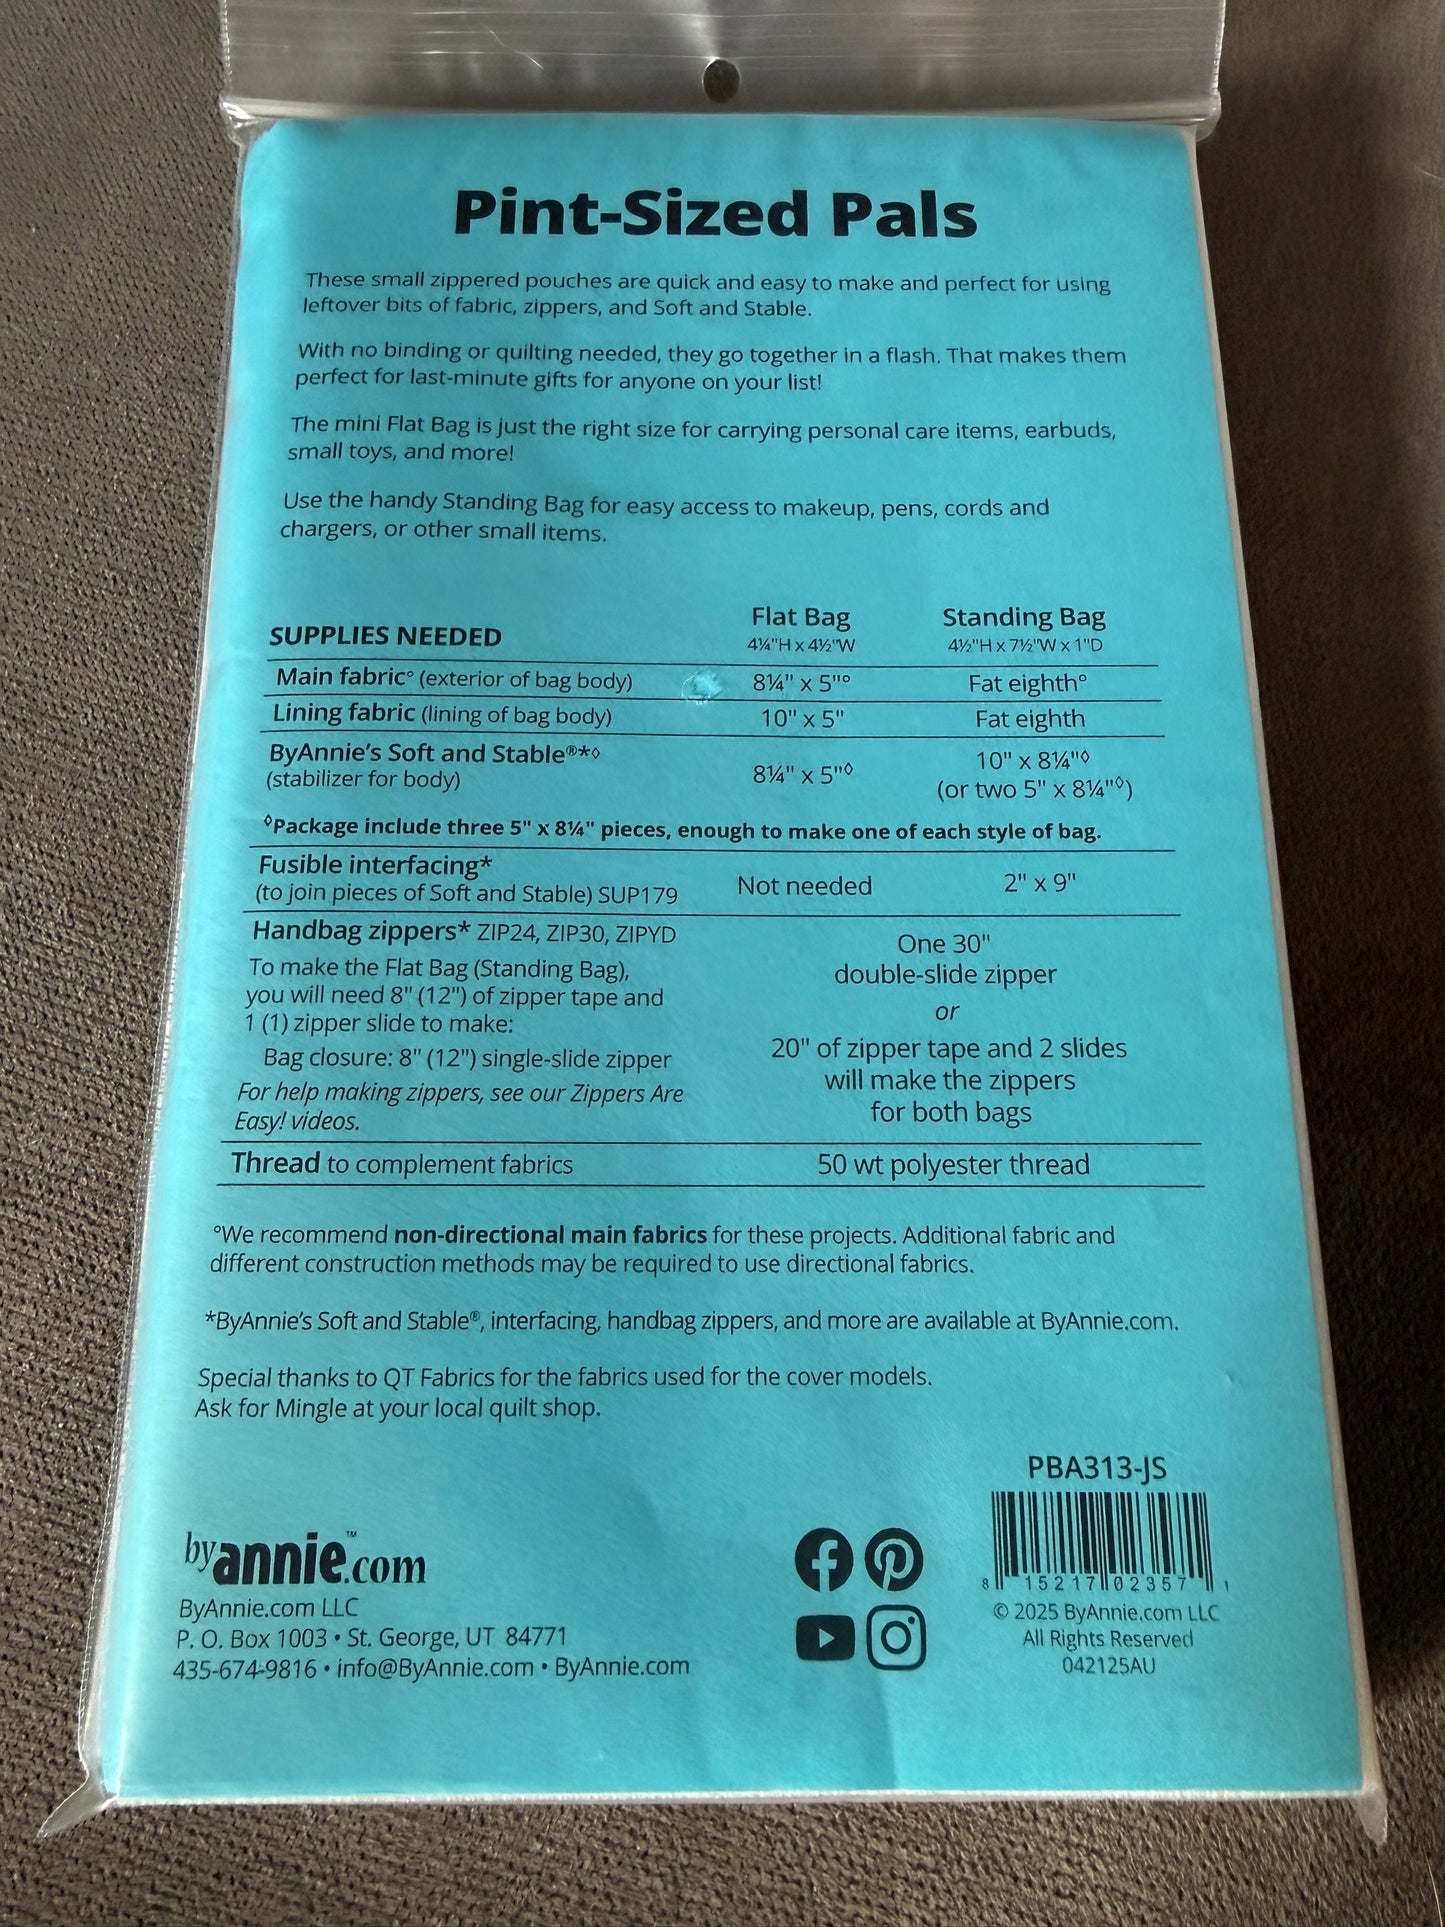 Pint-Sized Pals
These small zippered pouches are quick and easy to make and perfect for using
leftover bits of fabric, zippers, and Soft and Stable.
With no binding or quilting needed, they go together in a flash. That makes them
perfect for last-minute gifts for anyone on your list!
The mini Flat Bag is just the right size for carrying personal care items, earbuds,
small toys, and more!
Use the handy Standing Bag for easy access to makeup, pens, cords and
chargers, or other small items.
SUPPLIES NEEDED
Flat Bag
4¼"H x 4½"W
Standing Bag
4½"H x 7½"W x 1"D
Main fabric° (exterior of bag body) 8¼" x 5"° Fat eighth°
Lining fabric (lining of bag body) 10" x 5" Fat eighth
ByAnnie's Soft and Stable®*◊
(stabilizer for body)
8¼" x 5"◊
10" x 8¼"◊
(or two 5" x 8¼"◊)
◊Package include three 5" x 8¼" pieces, enough to make one of each style of bag.
Fusible interfacing*
(to join pieces of Soft and Stable) SUP179
Not needed
2" x 9"
Handbag zippers* ZIP24, ZIP30, ZIPYD
To make the Flat Bag (Standing Bag),
you will need 8" (12") of zipper tape and
1 (1) zipper slide to make:
Bag closure: 8" (12") single-slide zipper
For help making zippers, see our Zippers Are
Easy! videos.
One 30"
double-slide zipper
or
20" of zipper tape and 2 slides
will make the zippers
for both bags
Thread to complement fabrics 50 wt polyester thread
°We recommend non-directional main fabrics for these projects. Additional fabric and
different construction methods may be required to use directional fabrics.
*ByAnnie's Soft and Stable®, interfacing, handbag zippers, and more are available at ByAnnie.com.
Special thanks to QT Fabrics for the fabrics used for the cover models.
Ask for Mingle at your local quilt shop.
byannie.com™
ByAnnie.com LLC
P. O. Box 1003 • St. George, UT 84771
435-674-9816 • info@ByAnnie.com • ByAnnie.com
PBA313-JS
8 15217 02357 1
© 2025 ByAnnie.com LLC
All Rights Reserved
042125AU